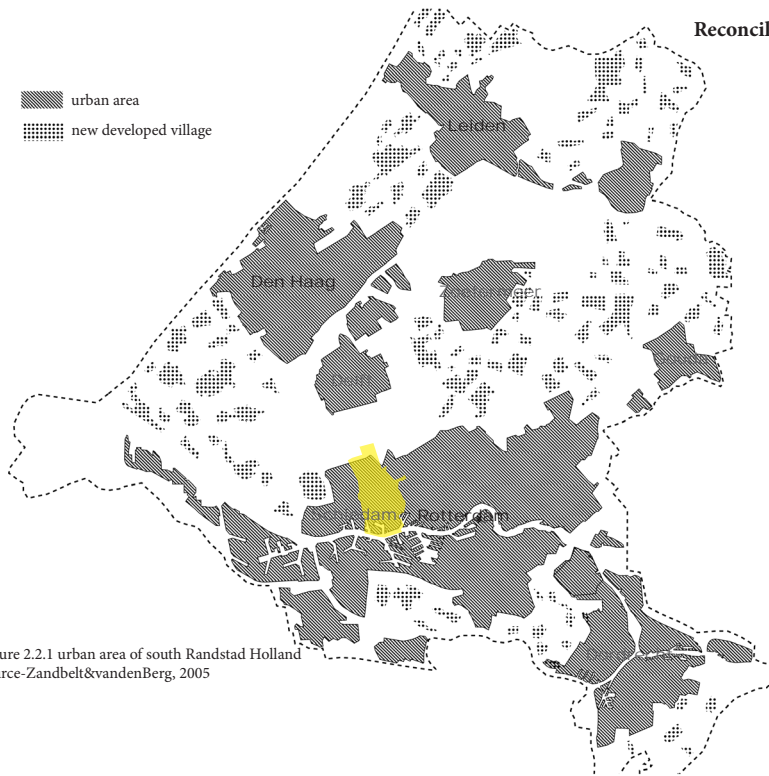 Reconcil
urban area
new developed village
Leiden
Den Haag
Zoetermeer
Gouda
Delft
Schiedam Rotterdam
ure 2.2.1 urban area of south Randstad Holland
urce-Zandbelt&vandenBerg, 2005
Dordrecht